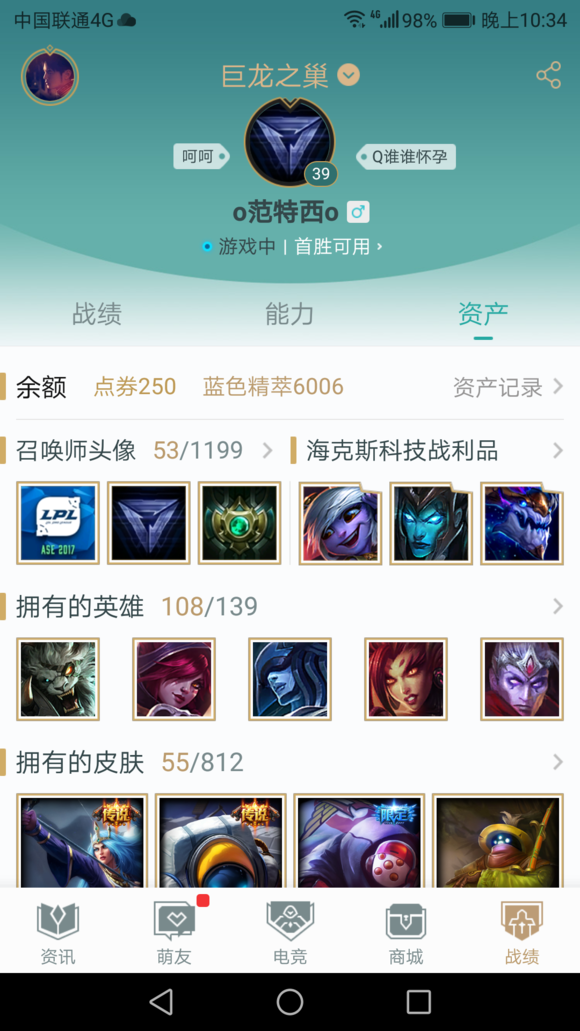 中国联通4G
4G 98% 晚上10:34
巨龙之巢
呵呵
Q谁谁怀孕
39
o范特西o
游戏中 | 首胜可用 ›
战绩 能力 资产
余额 点券250 蓝色精萃6006 资产记录
召唤师头像 53/1199
海克斯科技战利品
LPL
ASE 2017
拥有的英雄 108/139
拥有的皮肤 55/812
传说 传说 限定
资讯 萌友 电竞 商城 战绩